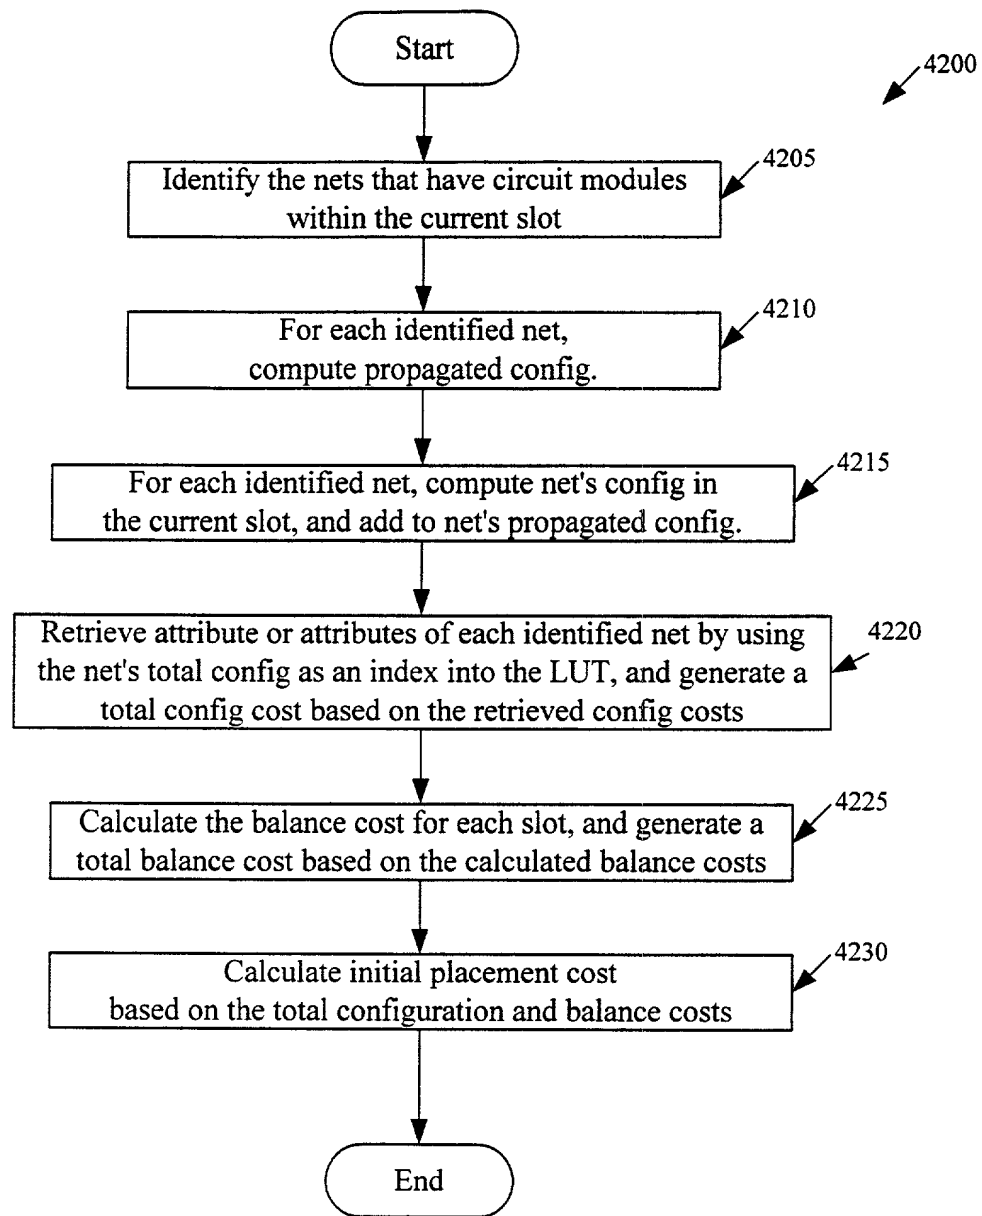 Start
4200
4205
Identify the nets that have circuit modules
within the current slot
4210
For each identified net,
compute propagated config.
4215
For each identified net, compute net's config in
the current slot, and add to net's propagated config.
4220
Retrieve attribute or attributes of each identified net by using
the net's total config as an index into the LUT, and generate a
total config cost based on the retrieved config costs
4225
Calculate the balance cost for each slot, and generate a
total balance cost based on the calculated balance costs
4230
Calculate initial placement cost
based on the total configuration and balance costs
End